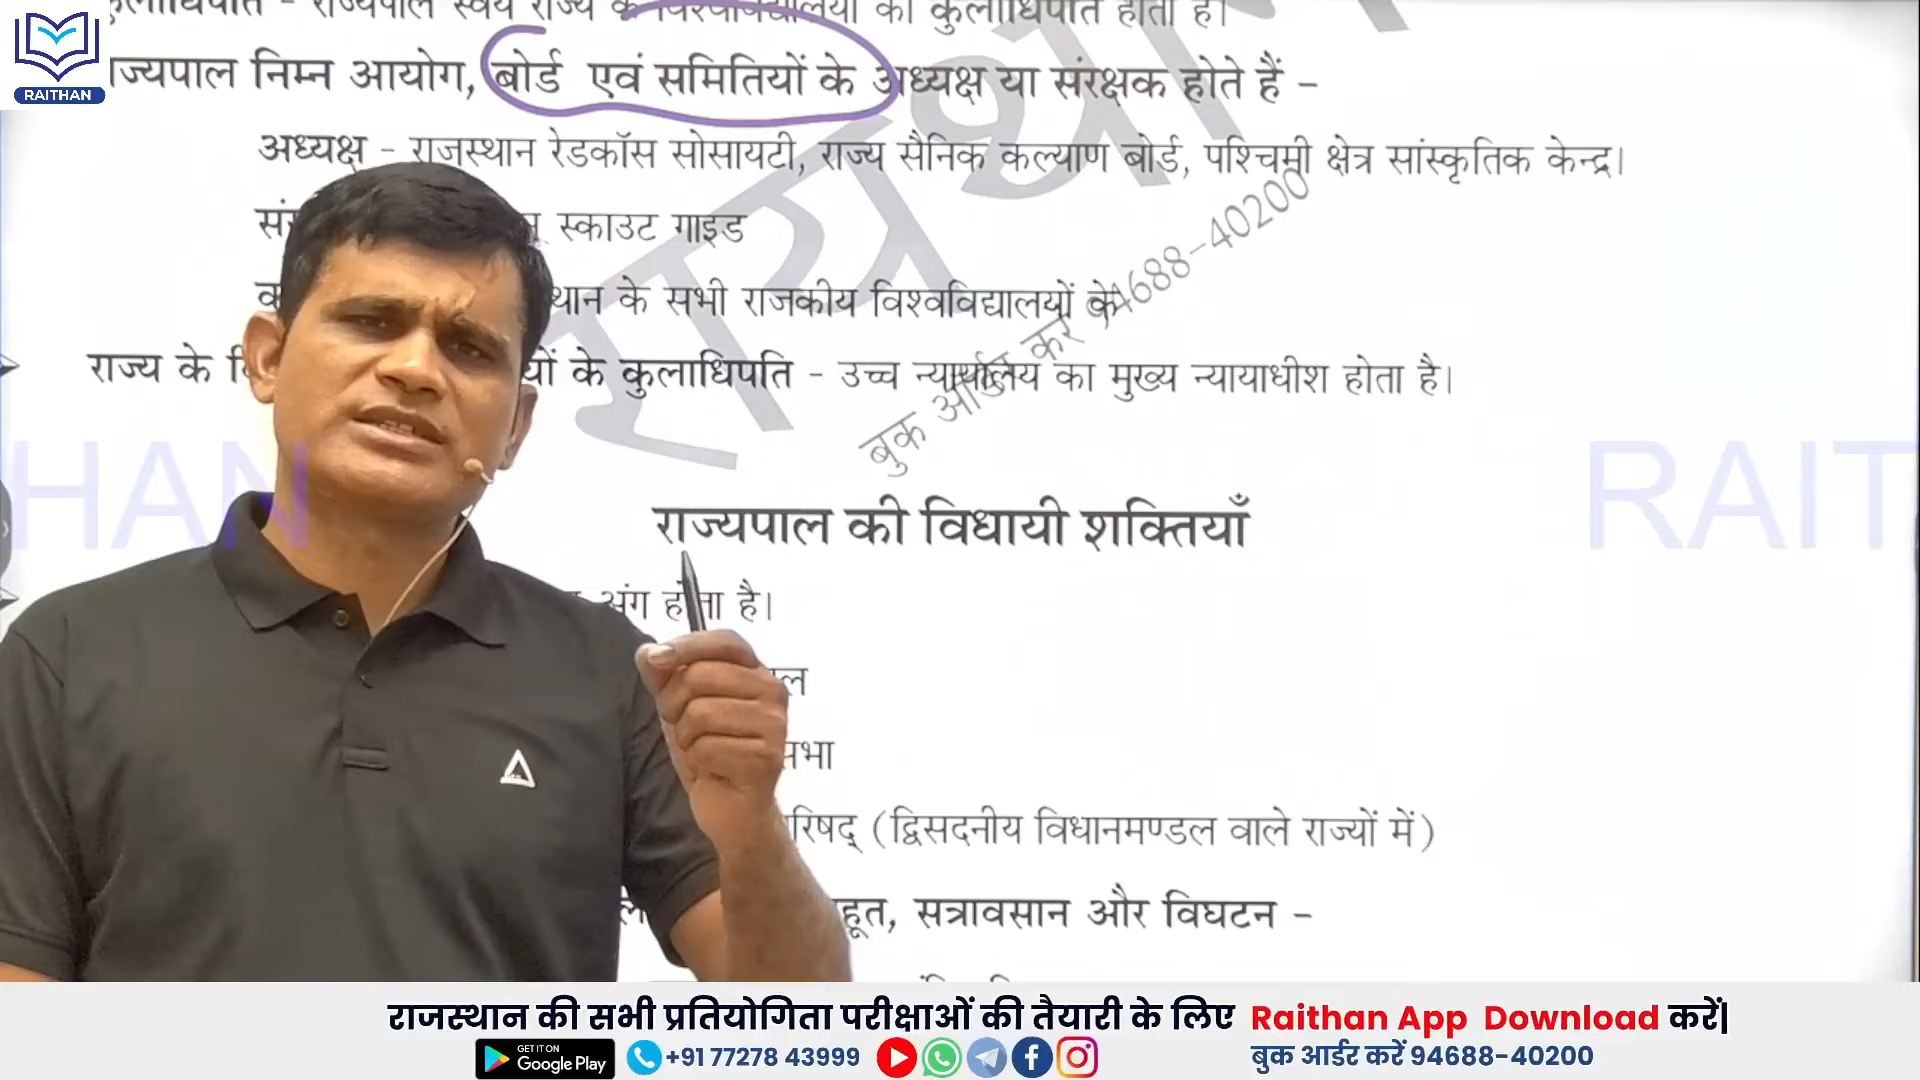 RAITHAN
कुलाधिपति - राज्यपाल स्वयं राज्य के विश्वविद्यालयों का कुलाधिपति होता है।
ाज्यपाल निम्न आयोग, बोर्ड एवं समितियों के अध्यक्ष या संरक्षक होते हैं -
अध्यक्ष - राजस्थान रेडकॉस सोसायटी, राज्य सैनिक कल्याण बोर्ड, पश्चिमी क्षेत्र सांस्कृतिक केन्द्र।
स्काउट गाइड
थान के सभी राजकीय विश्वविद्यालयों के
राज्य के वि यों के कुलाधिपति - उच्च न्यायालय का मुख्य न्यायाधीश होता है।
रायथान
बुक आर्डर करें 94688-40200
HAN
RAIT
राज्यपाल की विधायी शक्तियाँ
अंग होता है।
ल
सभा
रिषद् (द्विसदनीय विधानमण्डल वाले राज्यों में)
हूत, सत्रावसान और विघटन -
राजस्थान की सभी प्रतियोगिता परीक्षाओं की तैयारी के लिए Raithan App Download करें|
GET IT ON
Google Play
+91 77278 43999
बुक आर्डर करें 94688-40200